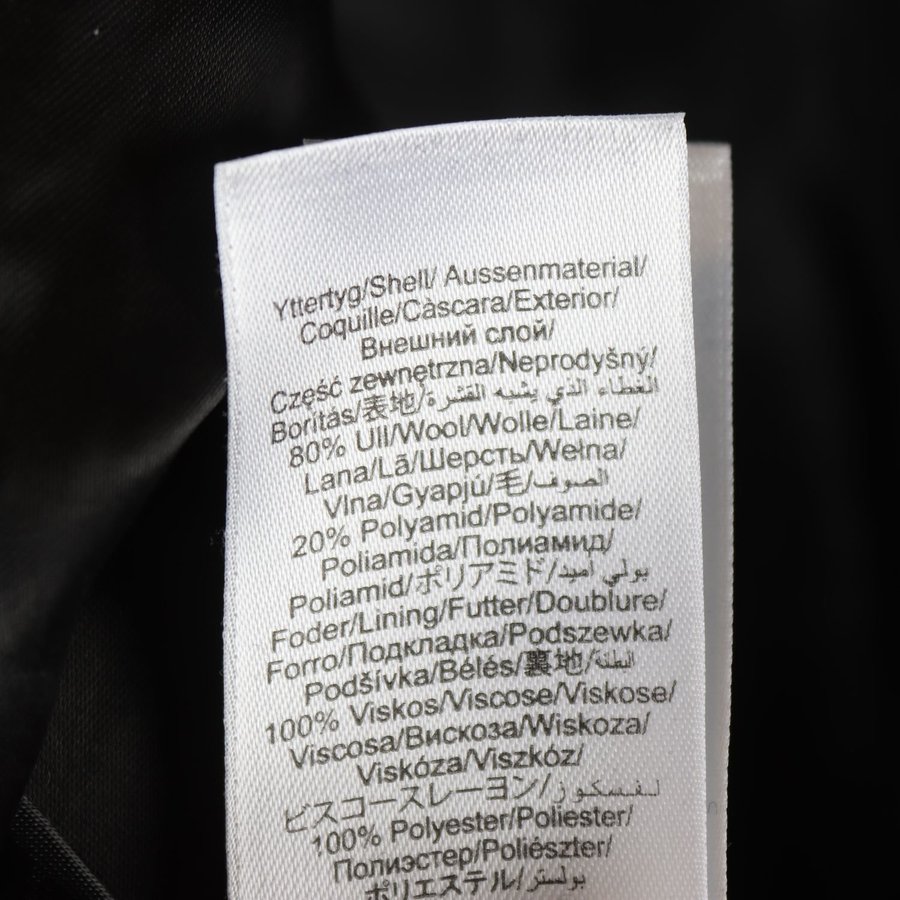 Yttertyg/Shell/ Aussenmaterial/
Coquille/Càscara/Exterior/
Внешний слой/
Część zewnętrzna/Neprodyšný/
Borítás/表地/الغطاء الذي يشبه القشرة
80% Ull/Wool/Wolle/Laine/
Lana/Lã/Шерсть/Wełna/
Vlna/Gyapjú/毛/الصوف
20% Polyamid/Polyamide/
Poliamida/Полиамид/
Poliamid/ポリアミド/بولي اميد
Foder/Lining/Futter/Doublure/
Forro/Подкладка/Podszewka/
Podšívka/Bélés/裏地/البطانة
100% Viskos/Viscose/Viskose/
Viscosa/Вискоза/Wiskoza/
Viskóza/Viszkóz/
ビスコースレーヨン/لفسكوز
100% Polyester/Poliester/
Полиэстер/Poliészter/
ポリエステル/بولستر